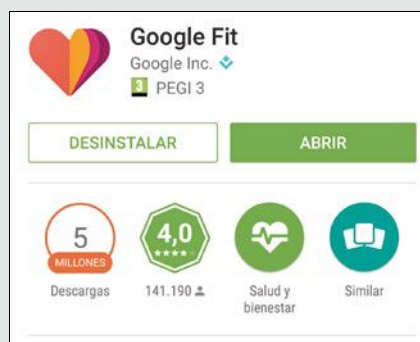 Google Fit
Google Inc.
3 PEGI 3
DESINSTALAR
ABRIR
5
MILLONES
Descargas
4,0
141.190
Salud y
bienestar
Similar